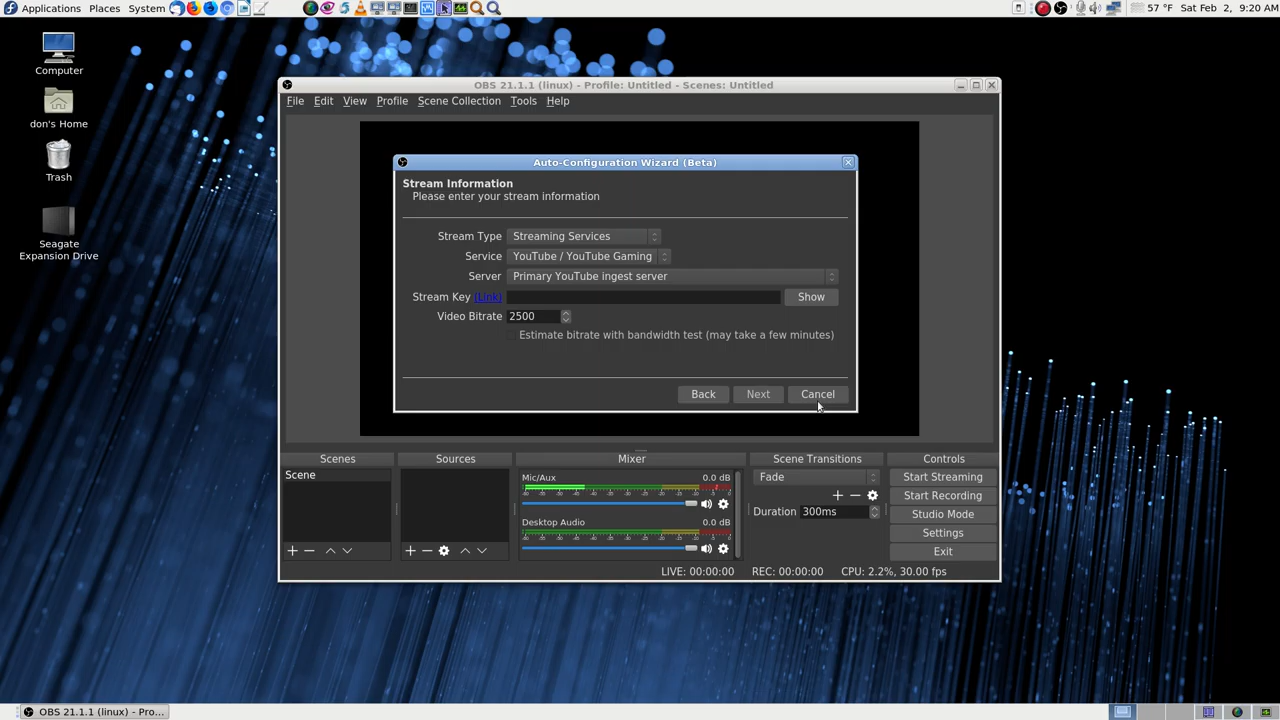 Applications Places System 57 °F Sat Feb 2, 9:20 AM
Computer
don's Home
Trash
Seagate
Expansion Drive
OBS 21.1.1 (linux) - Profile: Untitled - Scenes: Untitled
File Edit View Profile Scene Collection Tools Help
Auto-Configuration Wizard (Beta)
Stream Information
Please enter your stream information
Stream Type Streaming Services
Service YouTube / YouTube Gaming
Server Primary YouTube ingest server
Stream Key (Link) Show
Video Bitrate 2500
Estimate bitrate with bandwidth test (may take a few minutes)
Back Next Cancel
Scenes Sources Mixer Scene Transitions Controls
Scene
Mic/Aux 0.0 dB
Desktop Audio 0.0 dB
Fade
Duration 300ms
Start Streaming
Start Recording
Studio Mode
Settings
Exit
LIVE: 00:00:00 REC: 00:00:00 CPU: 2.2%, 30.00 fps
OBS 21.1.1 (linux) - Pro...